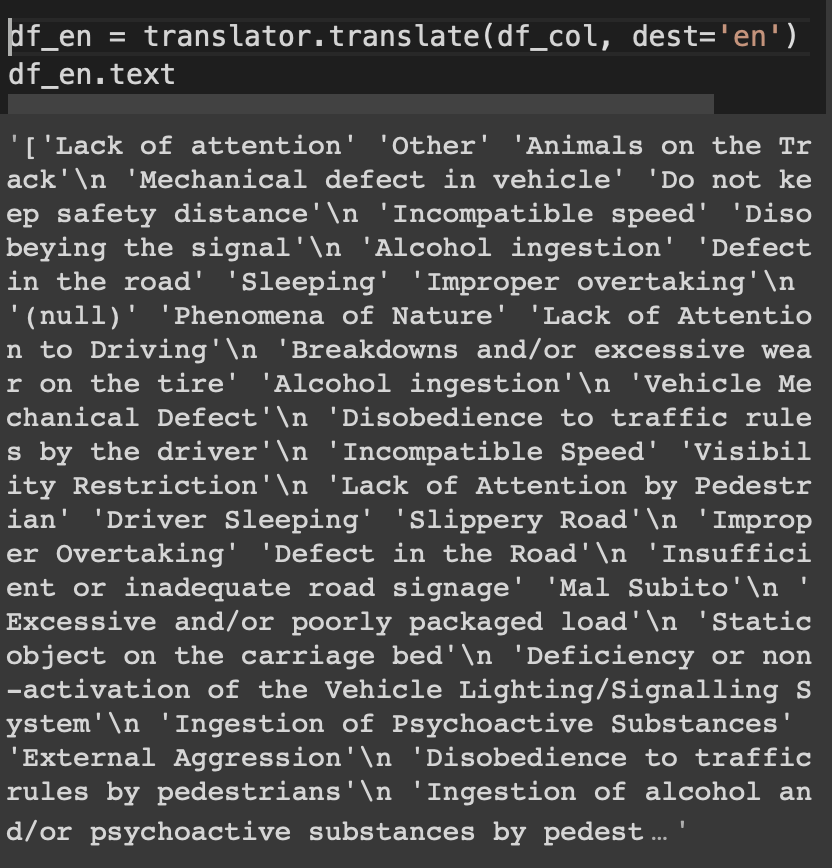 df_en = translator.translate(df_col, dest='en')
df_en.text
'['Lack of attention' 'Other' 'Animals on the Tr
ack'\n 'Mechanical defect in vehicle' 'Do not ke
ep safety distance'\n 'Incompatible speed' 'Diso
beying the signal'\n 'Alcohol ingestion' 'Defect
in the road' 'Sleeping' 'Improper overtaking'\n
'(null)' 'Phenomena of Nature' 'Lack of Attentio
n to Driving'\n 'Breakdowns and/or excessive wea
r on the tire' 'Alcohol ingestion'\n 'Vehicle Me
chanical Defect'\n 'Disobedience to traffic rule
s by the driver'\n 'Incompatible Speed' 'Visibil
ity Restriction'\n 'Lack of Attention by Pedestr
ian' 'Driver Sleeping' 'Slippery Road'\n 'Improp
er Overtaking' 'Defect in the Road'\n 'Insuffici
ent or inadequate road signage' 'Mal Subito'\n '
Excessive and/or poorly packaged load'\n 'Static
object on the carriage bed'\n 'Deficiency or non
-activation of the Vehicle Lighting/Signalling S
ystem'\n 'Ingestion of Psychoactive Substances'
'External Aggression'\n 'Disobedience to traffic
rules by pedestrians'\n 'Ingestion of alcohol an
d/or psychoactive substances by pedest…'